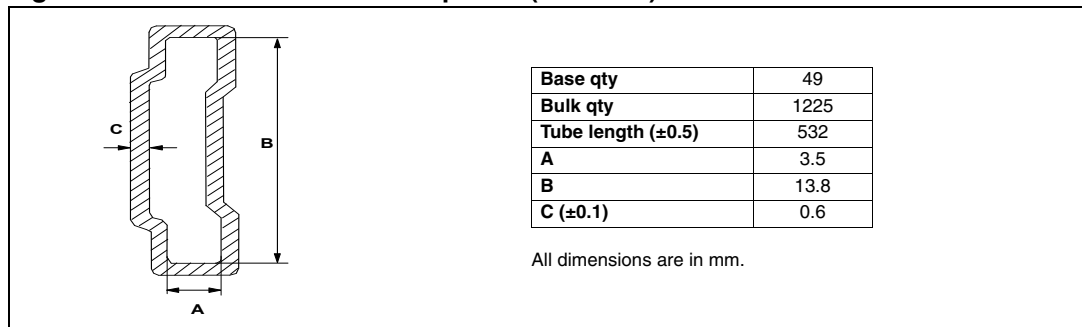 C
B
A
Base qty 49
Bulk qty 1225
Tube length (±0.5) 532
A 3.5
B 13.8
C (±0.1) 0.6
All dimensions are in mm.